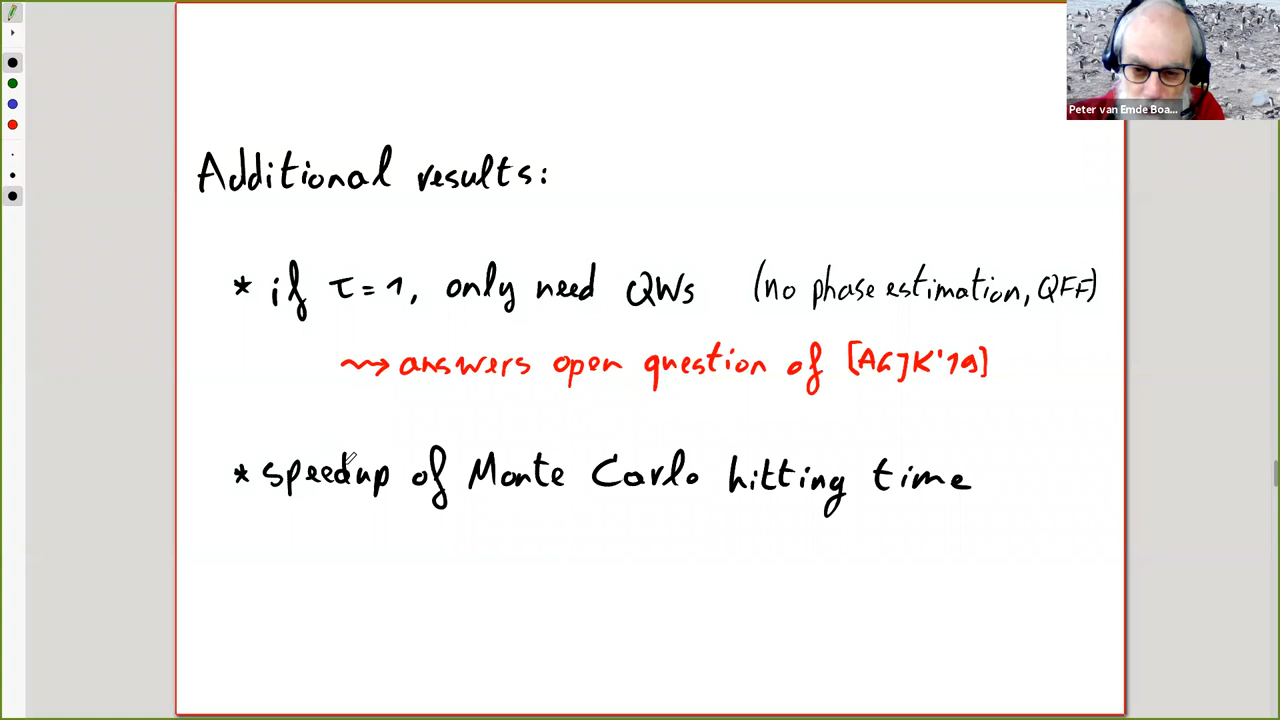 Peter van Emde Boa...
Additional results:
* if τ = 1, only need QWs (no phase estimation, QFF)
⇝ answers open question of [AGJK'19]
* speedup of Monte Carlo hitting time